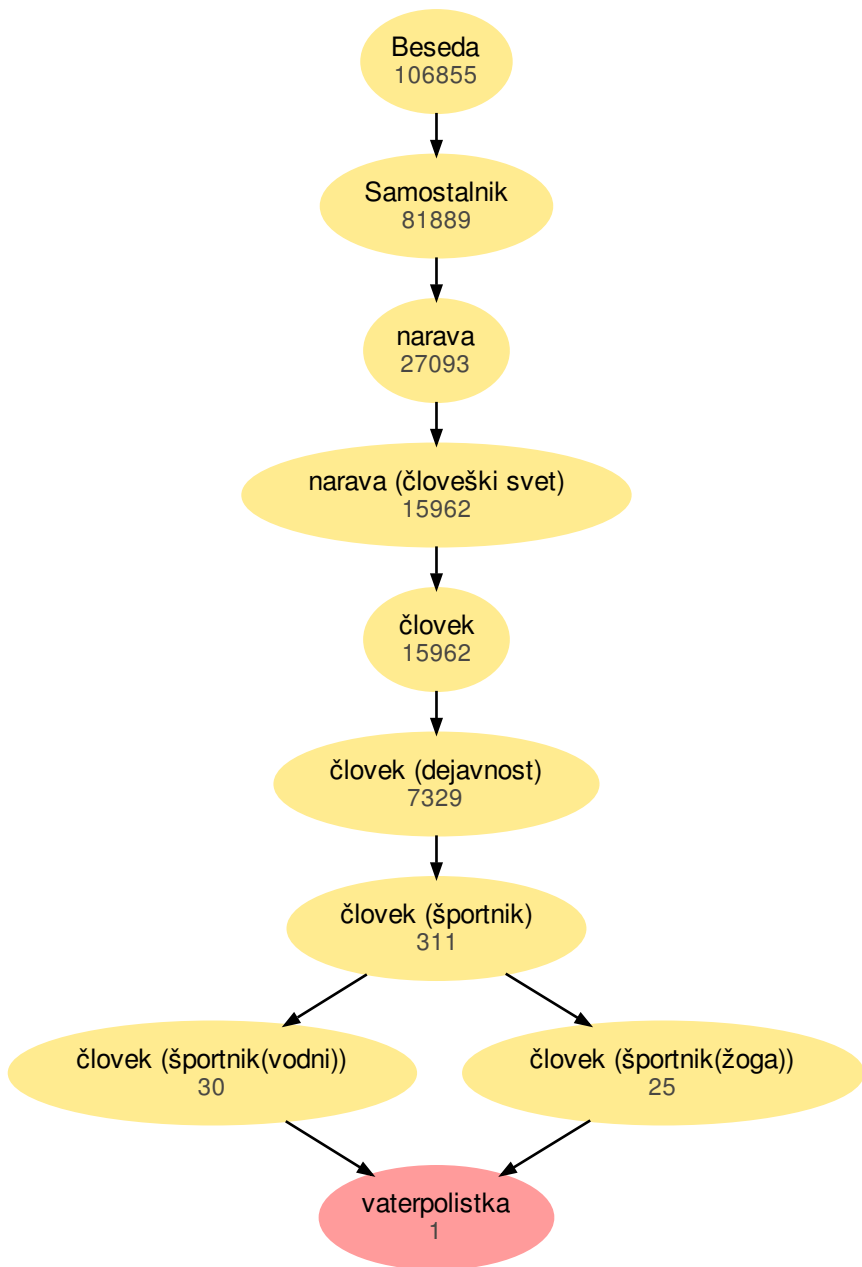 Beseda
106855
Samostalnik
81889
narava
27093
narava (človeški svet)
15962
človek
15962
človek (dejavnost)
7329
človek (športnik)
311
človek (športnik(vodni))
30
človek (športnik(žoga))
25
vaterpolistka
1